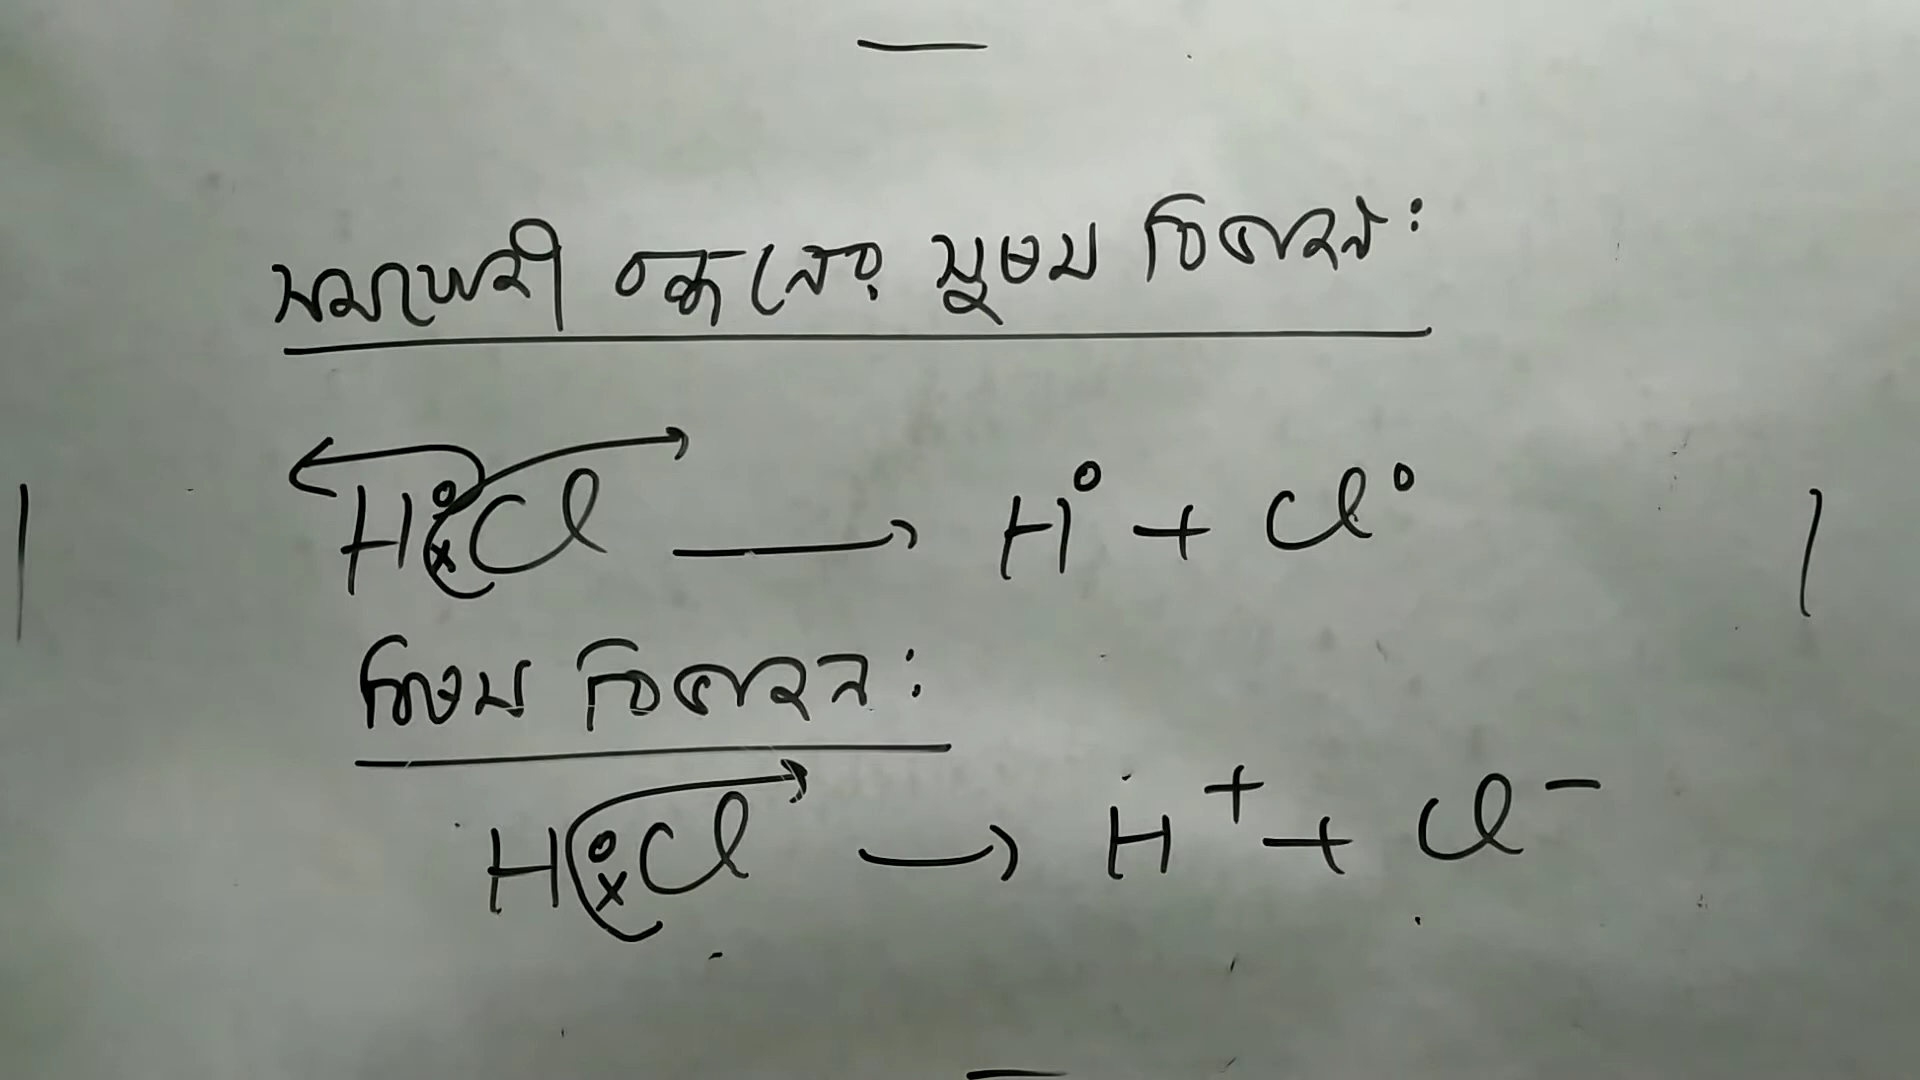 সমযোজী বন্ধনের সুষম বিভাজন:
H°ₓCl ⟶ H° + Cl°
বিষম বিভাজন:
H°ₓCl ⟶ H⁺ + Cl⁻